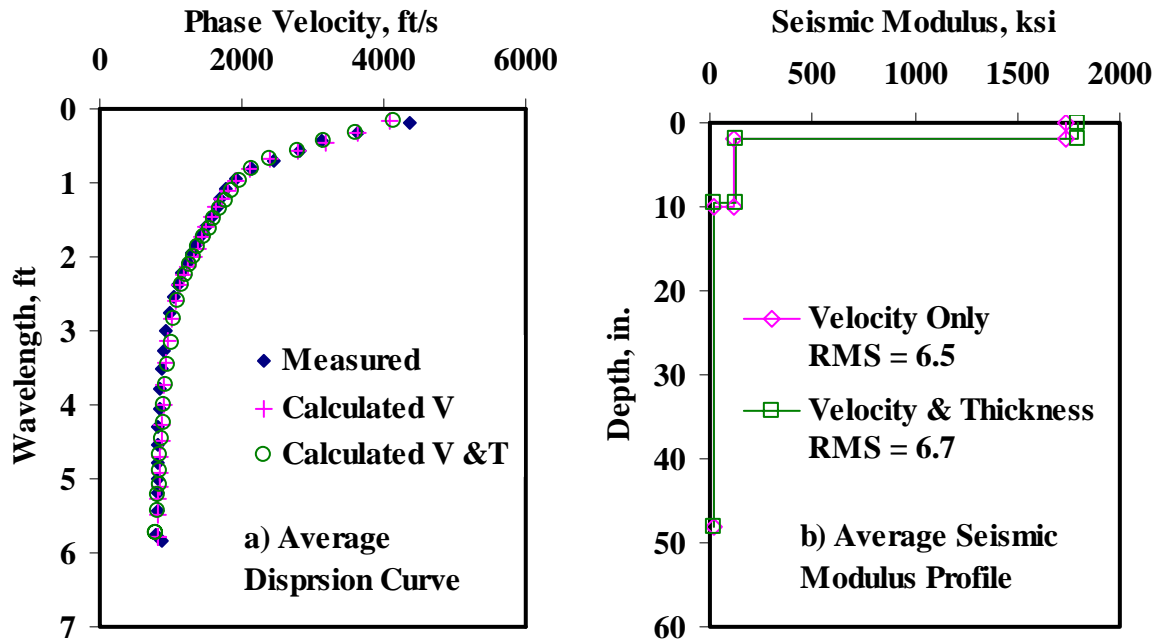 Phase Velocity, ft/s
0 2000 4000 6000
0
1
2
3
4
5
6
7
Wavelength, ft
Measured
Calculated V
Calculated V &T
a) Average
Disprsion Curve
Seismic Modulus, ksi
0 500 1000 1500 2000
0
10
20
30
40
50
60
Depth, in.
Velocity Only
RMS = 6.5
Velocity & Thickness
RMS = 6.7
b) Average Seismic
Modulus Profile